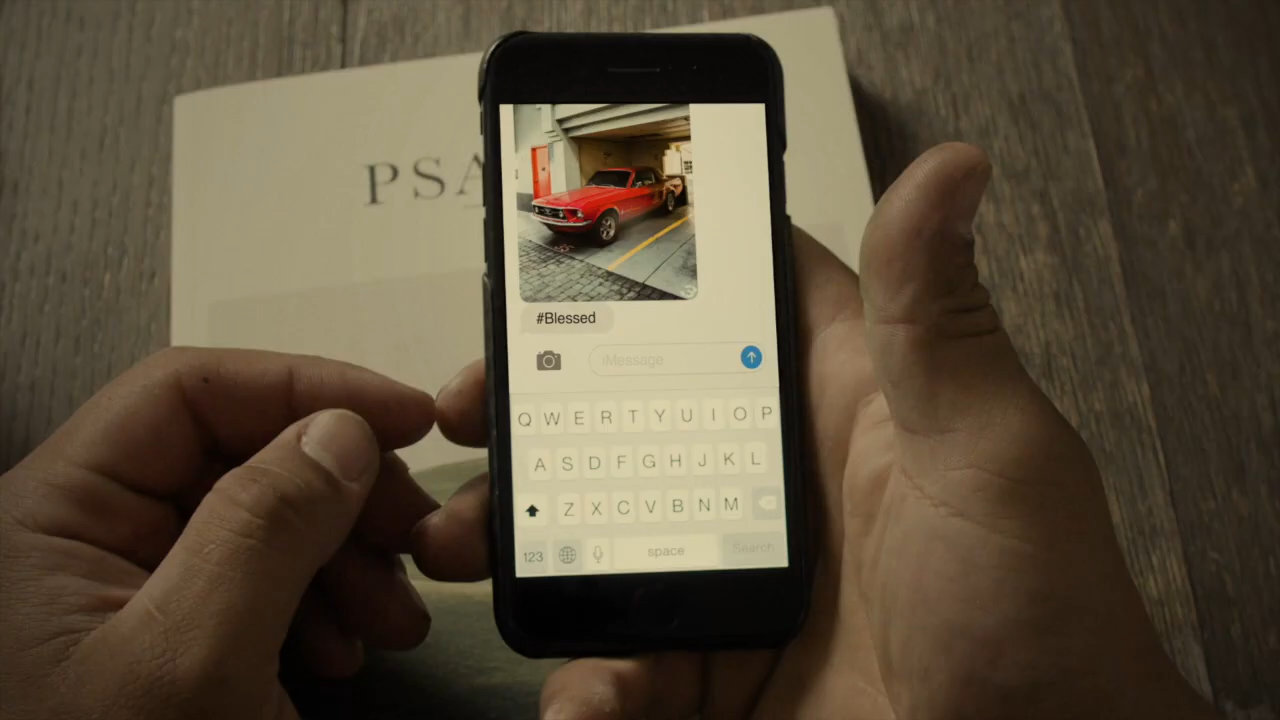 PSA
#Blessed
iMessage
Q W E R T Y U I O P
A S D F G H J K L
Z X C V B N M
123 space Search